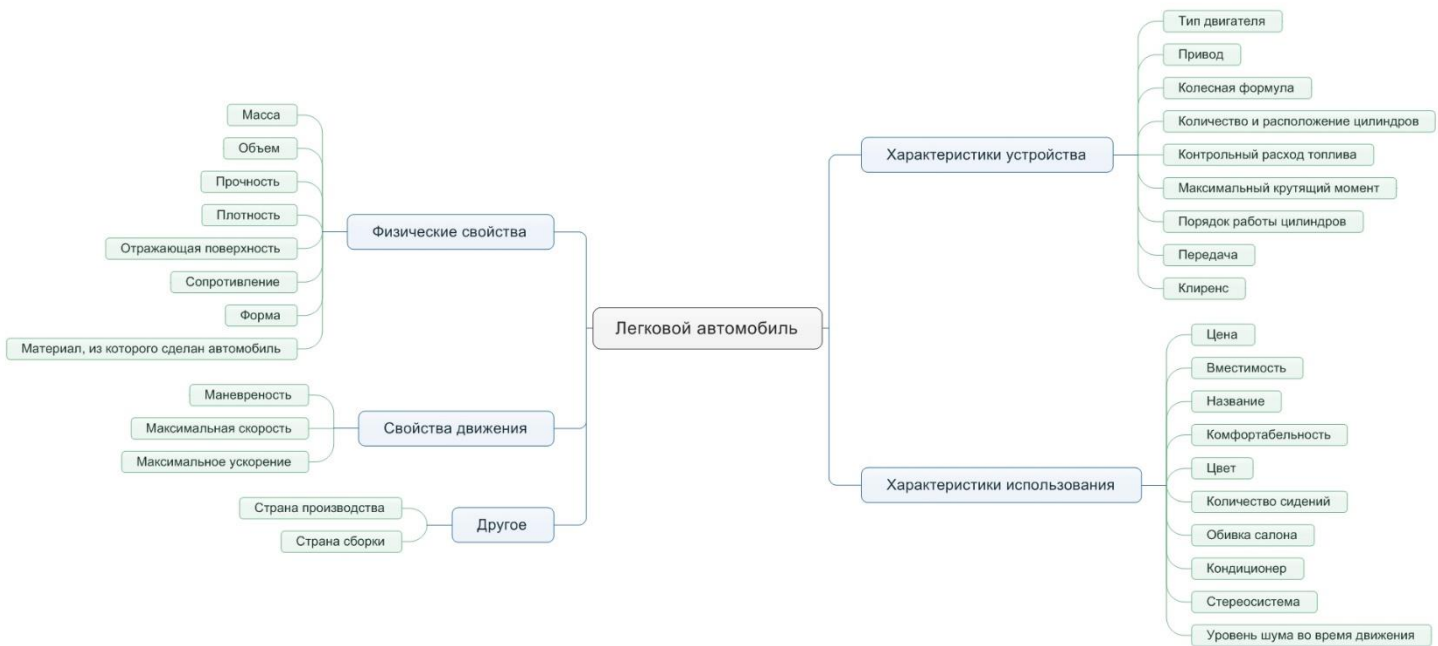 Легковой автомобиль
Физические свойства
Масса
Объем
Прочность
Плотность
Отражающая поверхность
Сопротивление
Форма
Материал, из которого сделан автомобиль
Свойства движения
Маневреность
Максимальная скорость
Максимальное ускорение
Другое
Страна производства
Страна сборки
Характеристики устройства
Тип двигателя
Привод
Колесная формула
Количество и расположение цилиндров
Контрольный расход топлива
Максимальный крутящий момент
Порядок работы цилиндров
Передача
Клиренс
Характеристики использования
Цена
Вместимость
Название
Комфортабельность
Цвет
Количество сидений
Обивка салона
Кондиционер
Стереосистема
Уровень шума во время движения